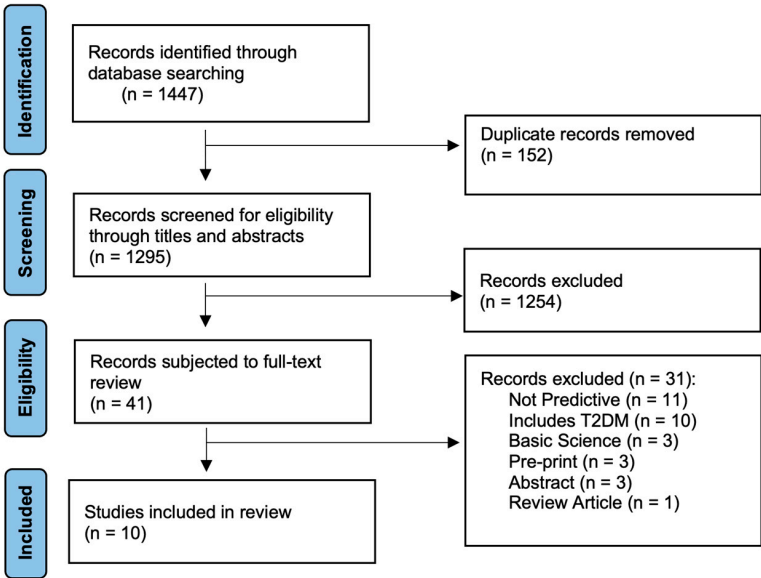 Identification
Records identified through
database searching
(n = 1447)
Duplicate records removed
(n = 152)
Screening
Records screened for eligibility
through titles and abstracts
(n = 1295)
Records excluded
(n = 1254)
Eligibility
Records subjected to full-text
review
(n = 41)
Records excluded (n = 31):
Not Predictive (n = 11)
Includes T2DM (n = 10)
Basic Science (n = 3)
Pre-print (n = 3)
Abstract (n = 3)
Review Article (n = 1)
Included
Studies included in review
(n = 10)